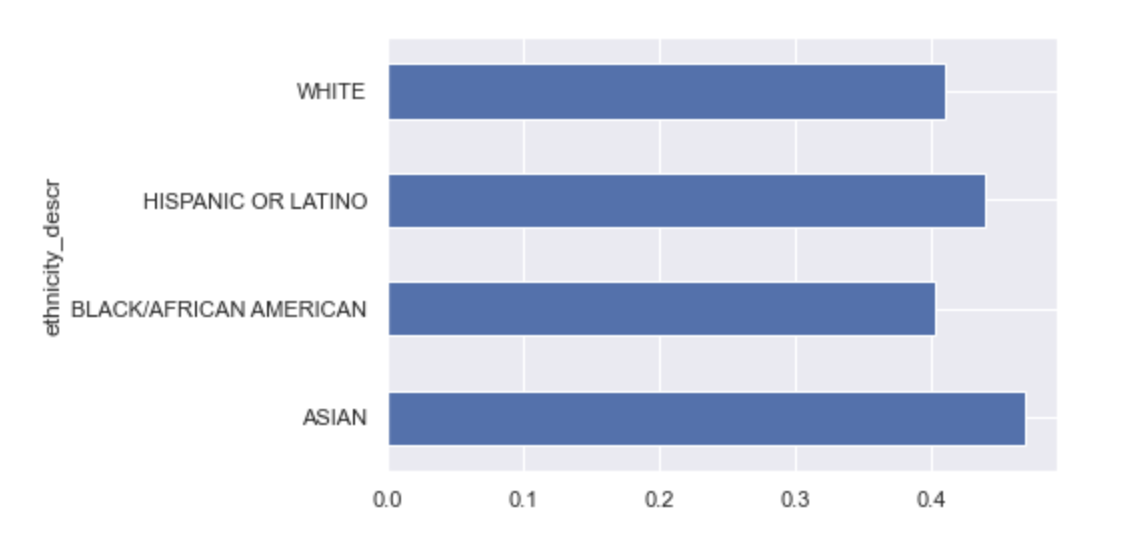 WHITE
HISPANIC OR LATINO
BLACK/AFRICAN AMERICAN
ASIAN
ethnicity_descr
0.0 0.1 0.2 0.3 0.4